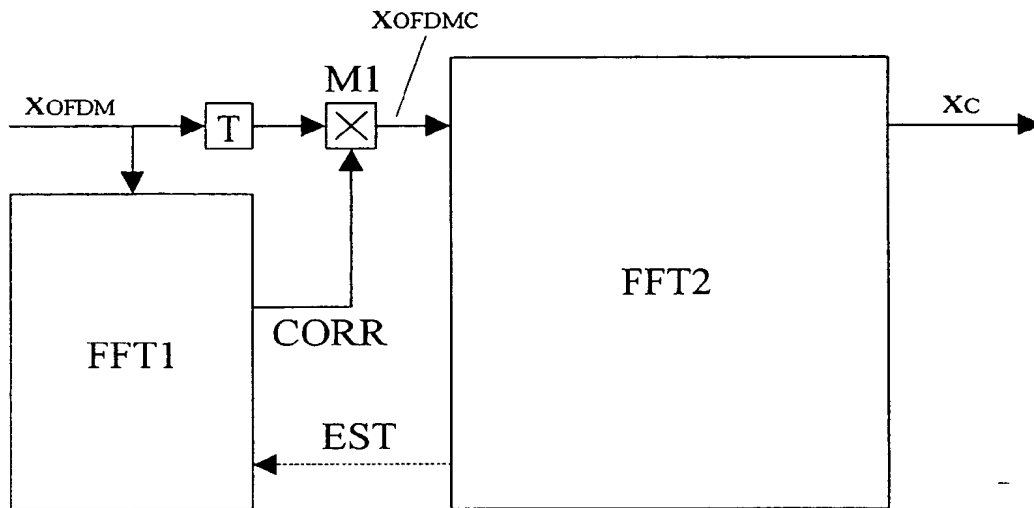 XOFDMC
M1
XOFDM
T
XC
FFT2
CORR
FFT1
EST